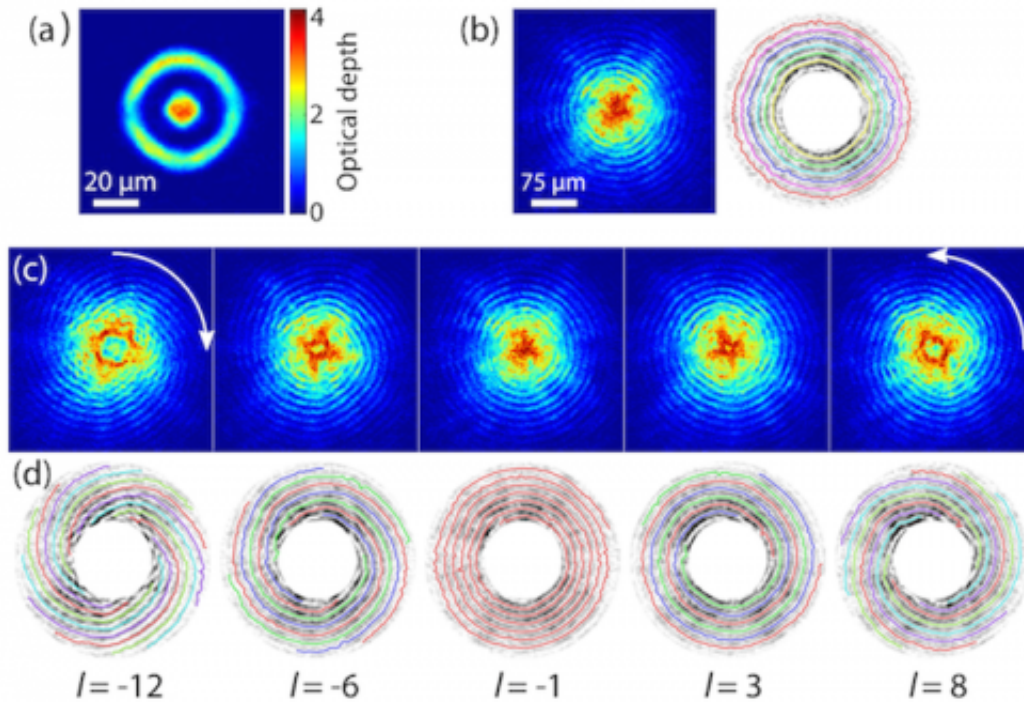 (a)
4
2
0
Optical depth
20 μm
(b)
75 μm
(c)
(d)
l = -12
l = -6
l = -1
l = 3
l = 8